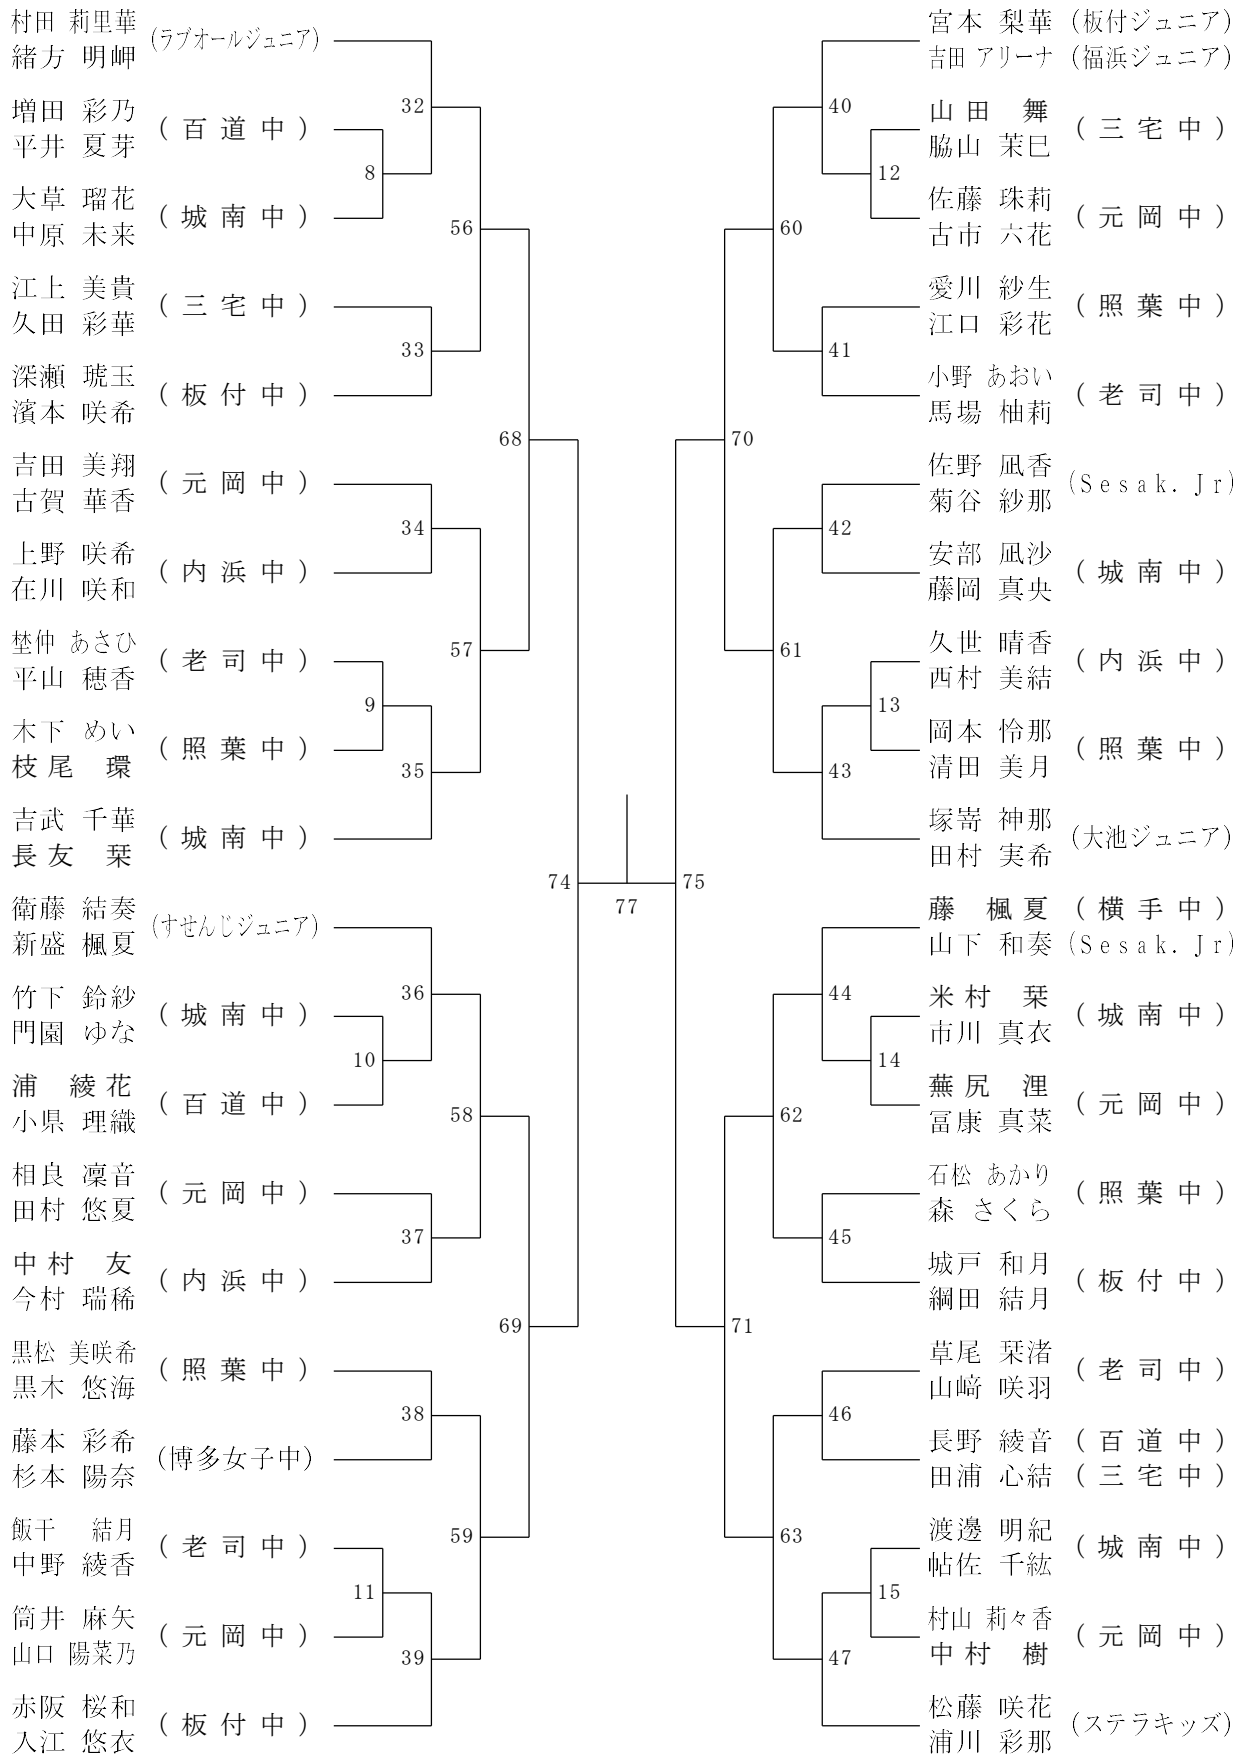 村田 莉里華
緒方 明岬
(ラブオールジュニア)
増田 彩乃
平井 夏芽
( 百 道 中 )
大草 瑠花
中原 未来
( 城 南 中 )
江上 美貴
久田 彩華
( 三 宅 中 )
深瀬 琥玉
濱本 咲希
( 板 付 中 )
吉田 美翔
古賀 華香
( 元 岡 中 )
上野 咲希
在川 咲和
( 内 浜 中 )
埜仲 あさひ
平山 穂香
( 老 司 中 )
木下 めい
枝 尾 環
( 照 葉 中 )
吉武 千華
長 友 栞
( 城 南 中 )
衛藤 結奏
新盛 楓夏
(すせんじジュニア)
竹下 鈴紗
門園 ゆな
( 城 南 中 )
浦 綾花
小県 理織
( 百 道 中 )
相良 凜音
田村 悠夏
( 元 岡 中 )
中 村 友
今村 瑞稀
( 内 浜 中 )
黒松 美咲希
黒木 悠海
( 照 葉 中 )
藤本 彩希
杉本 陽奈
(博多女子中)
飯干 結月
中野 綾香
( 老 司 中 )
筒井 麻矢
山口 陽菜乃
( 元 岡 中 )
赤阪 桜和
入江 悠衣
( 板 付 中 )
8
9
10
11
32
33
34
35
36
37
38
39
56
57
58
59
68
69
74
77
75
70
71
60
61
62
63
40
41
42
43
44
45
46
47
12
13
14
15
宮本 梨華 (板付ジュニア)
吉田 アリーナ (福浜ジュニア)
山 田 舞
脇山 茉巳
( 三 宅 中 )
佐藤 珠莉
古市 六花
( 元 岡 中 )
愛川 紗生
江口 彩花
( 照 葉 中 )
小野 あおい
馬場 柚莉
( 老 司 中 )
佐野 凪香
菊谷 紗那
(Sesak. Jr)
安部 凪沙
藤岡 真央
( 城 南 中 )
久世 晴香
西村 美結
( 内 浜 中 )
岡本 怜那
清田 美月
( 照 葉 中 )
塚嵜 神那
田村 実希
(大池ジュニア)
藤 楓夏 ( 横 手 中 )
山下 和奏 (Sesak. Jr)
米 村 栞
市川 真衣
( 城 南 中 )
蕪 尻 浬
冨康 真菜
( 元 岡 中 )
石松 あかり
森 さくら
( 照 葉 中 )
城戸 和月
綱田 結月
( 板 付 中 )
草尾 栞渚
山﨑 咲羽
( 老 司 中 )
長野 綾音 ( 百 道 中 )
田浦 心結 ( 三 宅 中 )
渡邊 明紀
帖佐 千紘
( 城 南 中 )
村山 莉々香
中 村 樹
( 元 岡 中 )
松藤 咲花
浦川 彩那
(ステラキッズ)